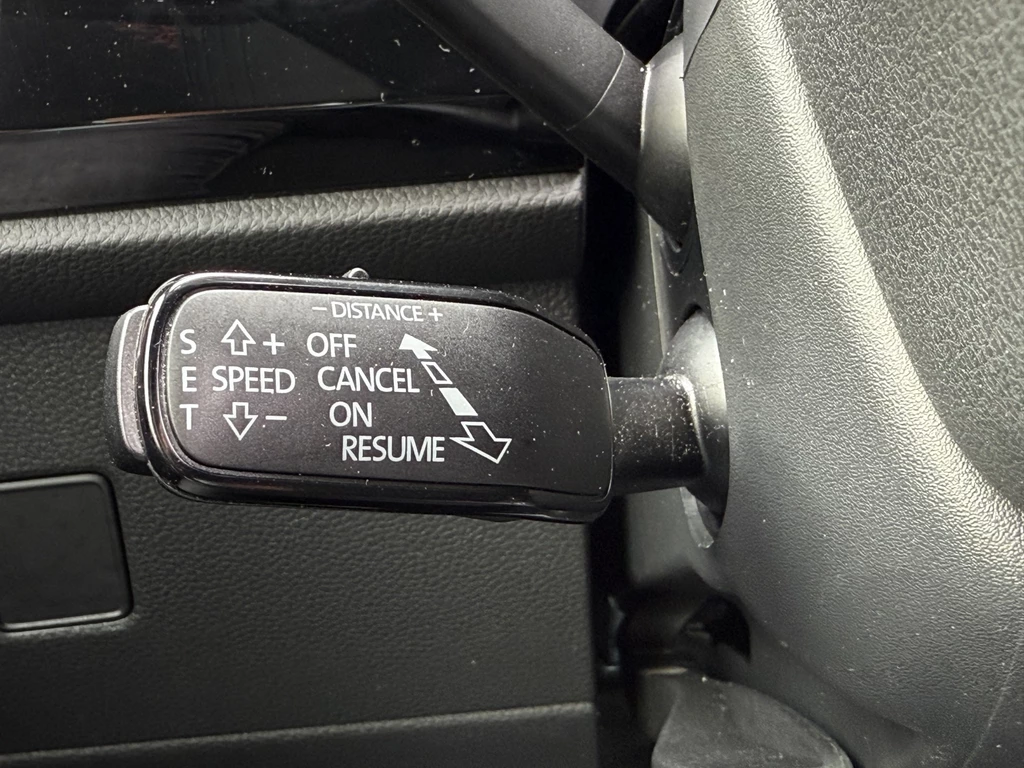 – DISTANCE +
S + OFF
E SPEED CANCEL
T – ON
RESUME